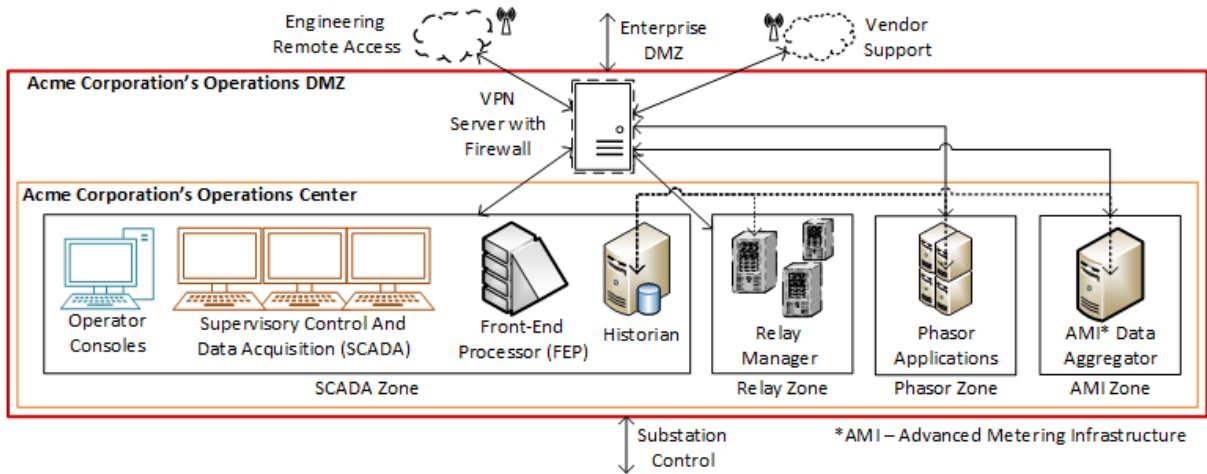 Engineering
Remote Access
Enterprise
DMZ
Vendor
Support
Acme Corporation's Operations DMZ
VPN
Server with
Firewall
Acme Corporation's Operations Center
Operator
Consoles
Supervisory Control And
Data Acquisition (SCADA)
Front-End
Processor (FEP)
Historian
Relay
Manager
Phasor
Applications
AMI* Data
Aggregator
SCADA Zone
Relay Zone
Phasor Zone
AMI Zone
Substation
Control
*AMI – Advanced Metering Infrastructure